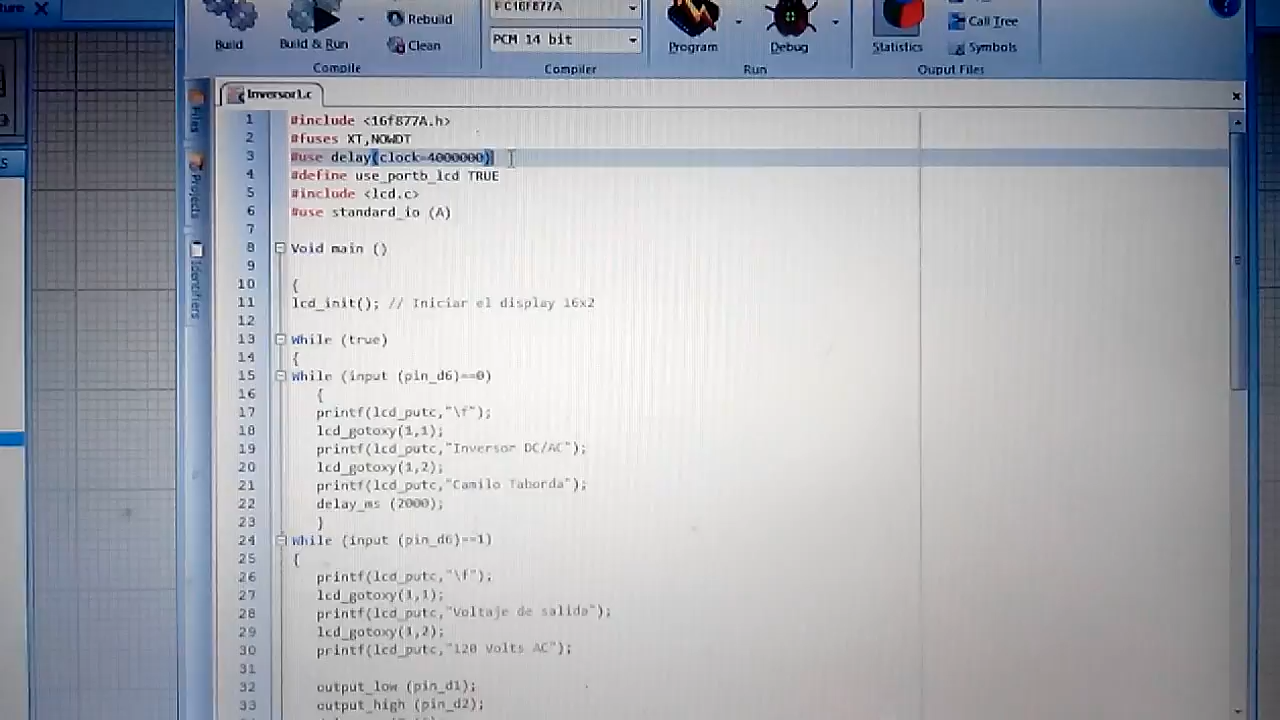 Rebuild
Clean
Build
Build & Run
Compile
PCM 14 bit
Compiler
Program
Debug
Run
Statistics
Call Tree
Symbols
Ouput Files
Files
Projects
Identifiers
Inversor1.c
1 #include <16f877A.h>
2 #fuses XT,NOWDT
3 #use delay(clock=4000000)
4 #define use_portb_lcd TRUE
5 #include <lcd.c>
6 #use standard_io (A)
7
8 Void main ()
9
10 {
11 lcd_init(); // Iniciar el display 16x2
12
13 While (true)
14 {
15 While (input (pin_d6)==0)
16 {
17 printf(lcd_putc,"\f");
18 lcd_gotoxy(1,1);
19 printf(lcd_putc,"Inversor DC/AC");
20 lcd_gotoxy(1,2);
21 printf(lcd_putc,"Camilo Taborda");
22 delay_ms (2000);
23 }
24 While (input (pin_d6)==1)
25 {
26 printf(lcd_putc,"\f");
27 lcd_gotoxy(1,1);
28 printf(lcd_putc,"Voltaje de salida");
29 lcd_gotoxy(1,2);
30 printf(lcd_putc,"120 Volts AC");
31
32 output_low (pin_d1);
33 output_high (pin_d2);